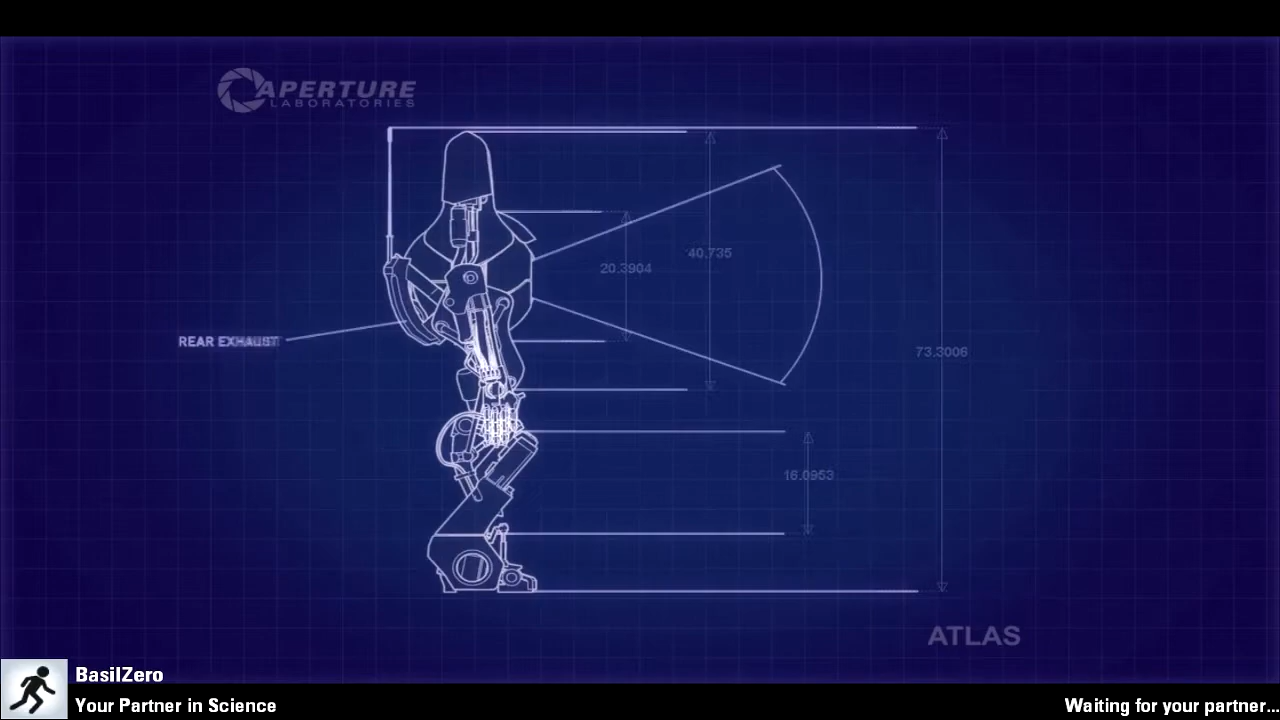 APERTURE
LABORATORIES
20.3904
40.735
REAR EXHAUST
73.3006
16.0953
ATLAS
BasilZero
Your Partner in Science
Waiting for your partner...